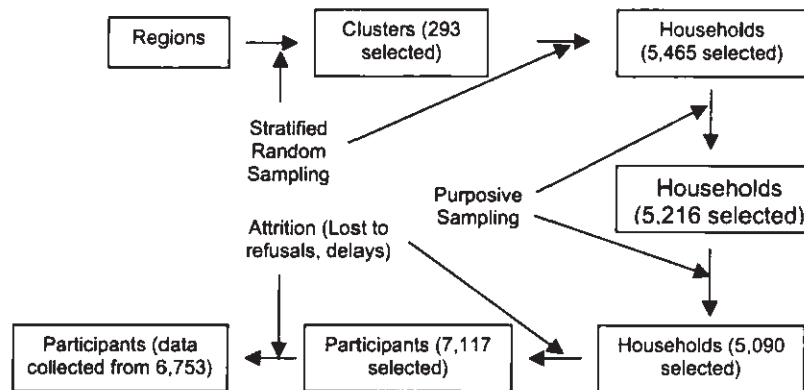 Regions
Clusters (293
selected)
Households
(5,465 selected)
Stratified
Random
Sampling
Purposive
Sampling
Households
(5,216 selected)
Attrition (Lost to
refusals, delays)
Participants (data
collected from 6,753)
Participants (7,117
selected)
Households (5,090
selected)